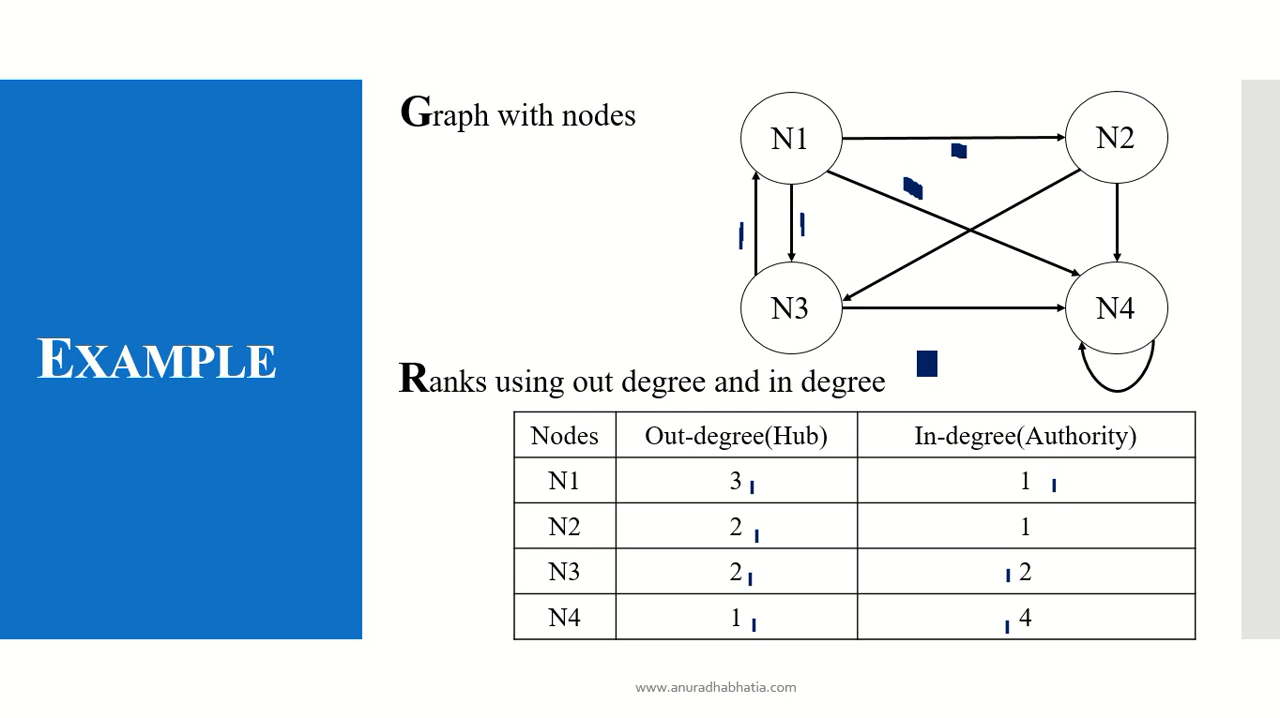 EXAMPLE
Graph with nodes
N1
N2
N3
N4
Ranks using out degree and in degree
Nodes Out-degree(Hub) In-degree(Authority)
N1 3 1
N2 2 1
N3 2 2
N4 1 4
www.anuradhabhatia.com